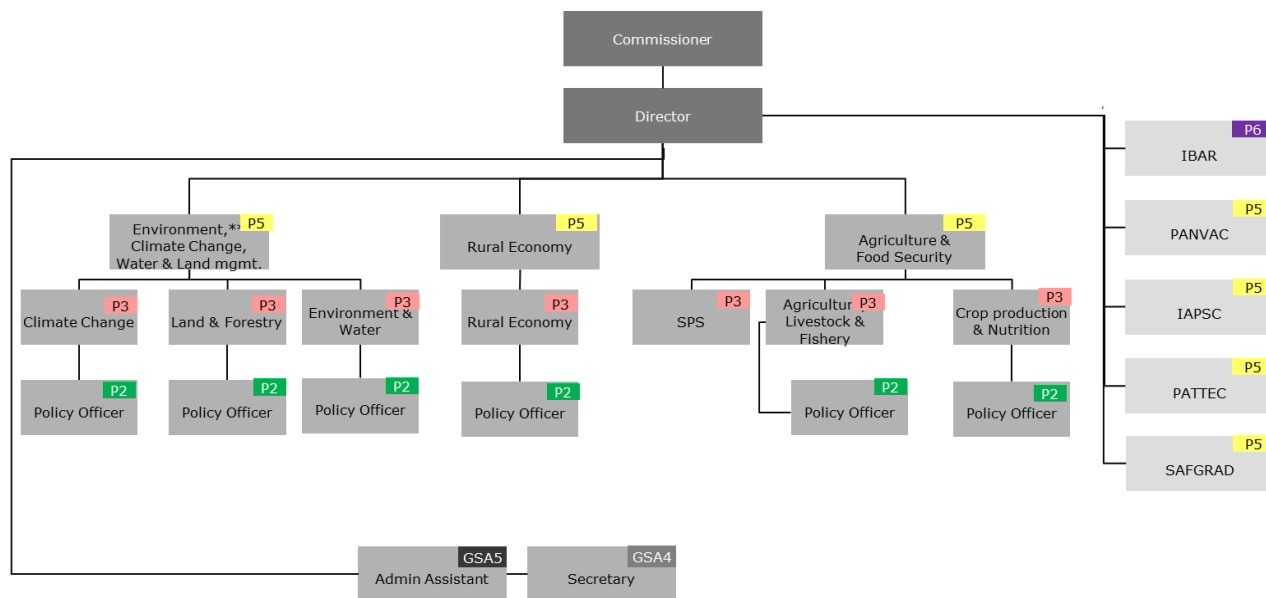 Commissioner
Director
P6
IBAR
P5
PANVAC
P5
IAPSC
P5
PATTEC
P5
SAFGRAD
P5
Environment,**
Climate Change,
Water & Land mgmt.
P5
Rural Economy
P5
Agriculture &
Food Security
P3
Climate Change
P3
Land & Forestry
P3
Environment &
Water
P3
Rural Economy
P3
SPS
P3
Livestock &
Fishery
P3
Crop production
& Nutrition
P2
Policy Officer
P2
Policy Officer
P2
Policy Officer
P2
Policy Officer
P2
Policy Officer
P2
Policy Officer
GSA5
Admin Assistant
GSA4
Secretary